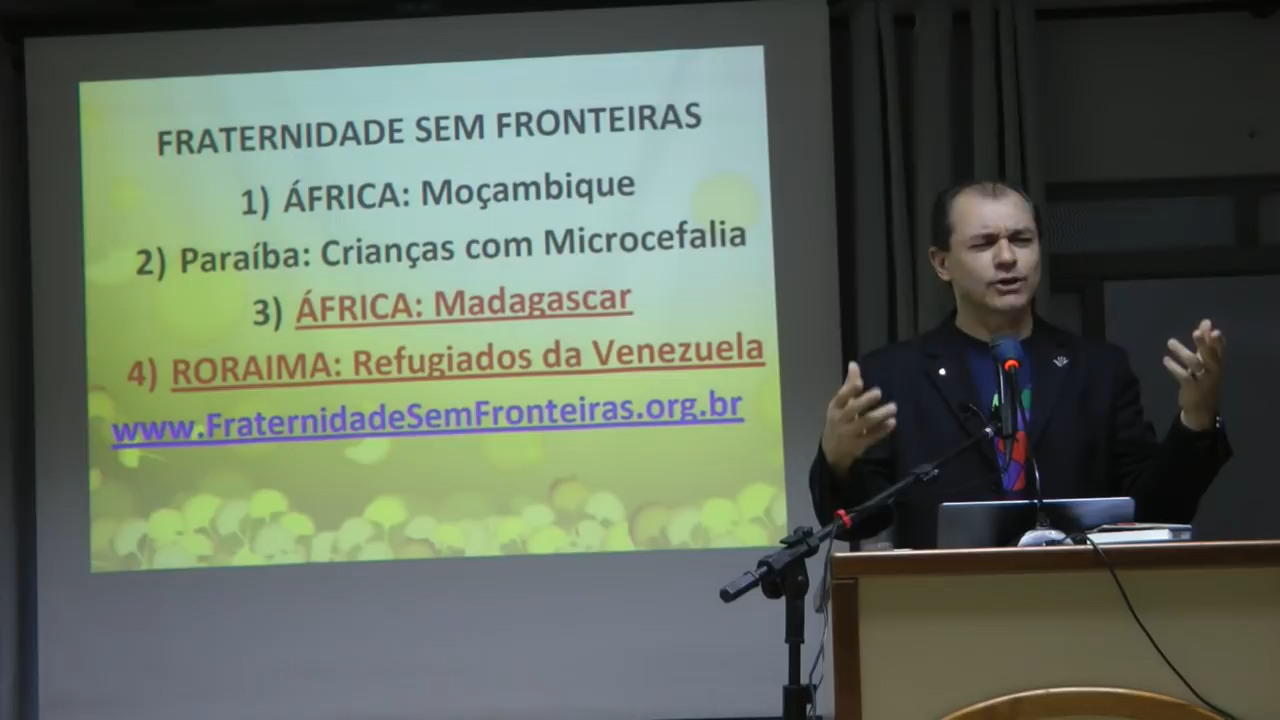 FRATERNIDADE SEM FRONTEIRAS
1) ÁFRICA: Moçambique
2) Paraíba: Crianças com Microcefalia
3) ÁFRICA: Madagascar
4) RORAIMA: Refugiados da Venezuela
www.FraternidadeSemFronteiras.org.br